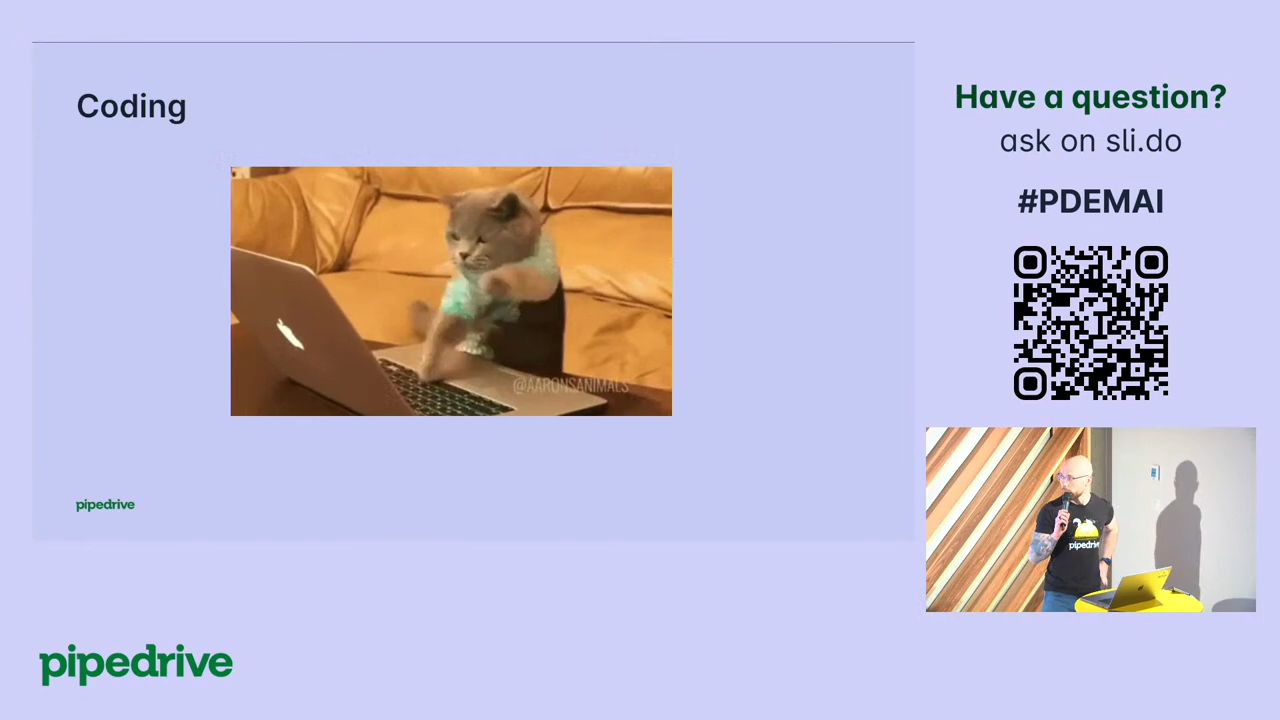 Coding
@AARONSANIMALS
pipedrive
Have a question?
ask on sli.do
#PDEMAI
pipedrive
pipedrive